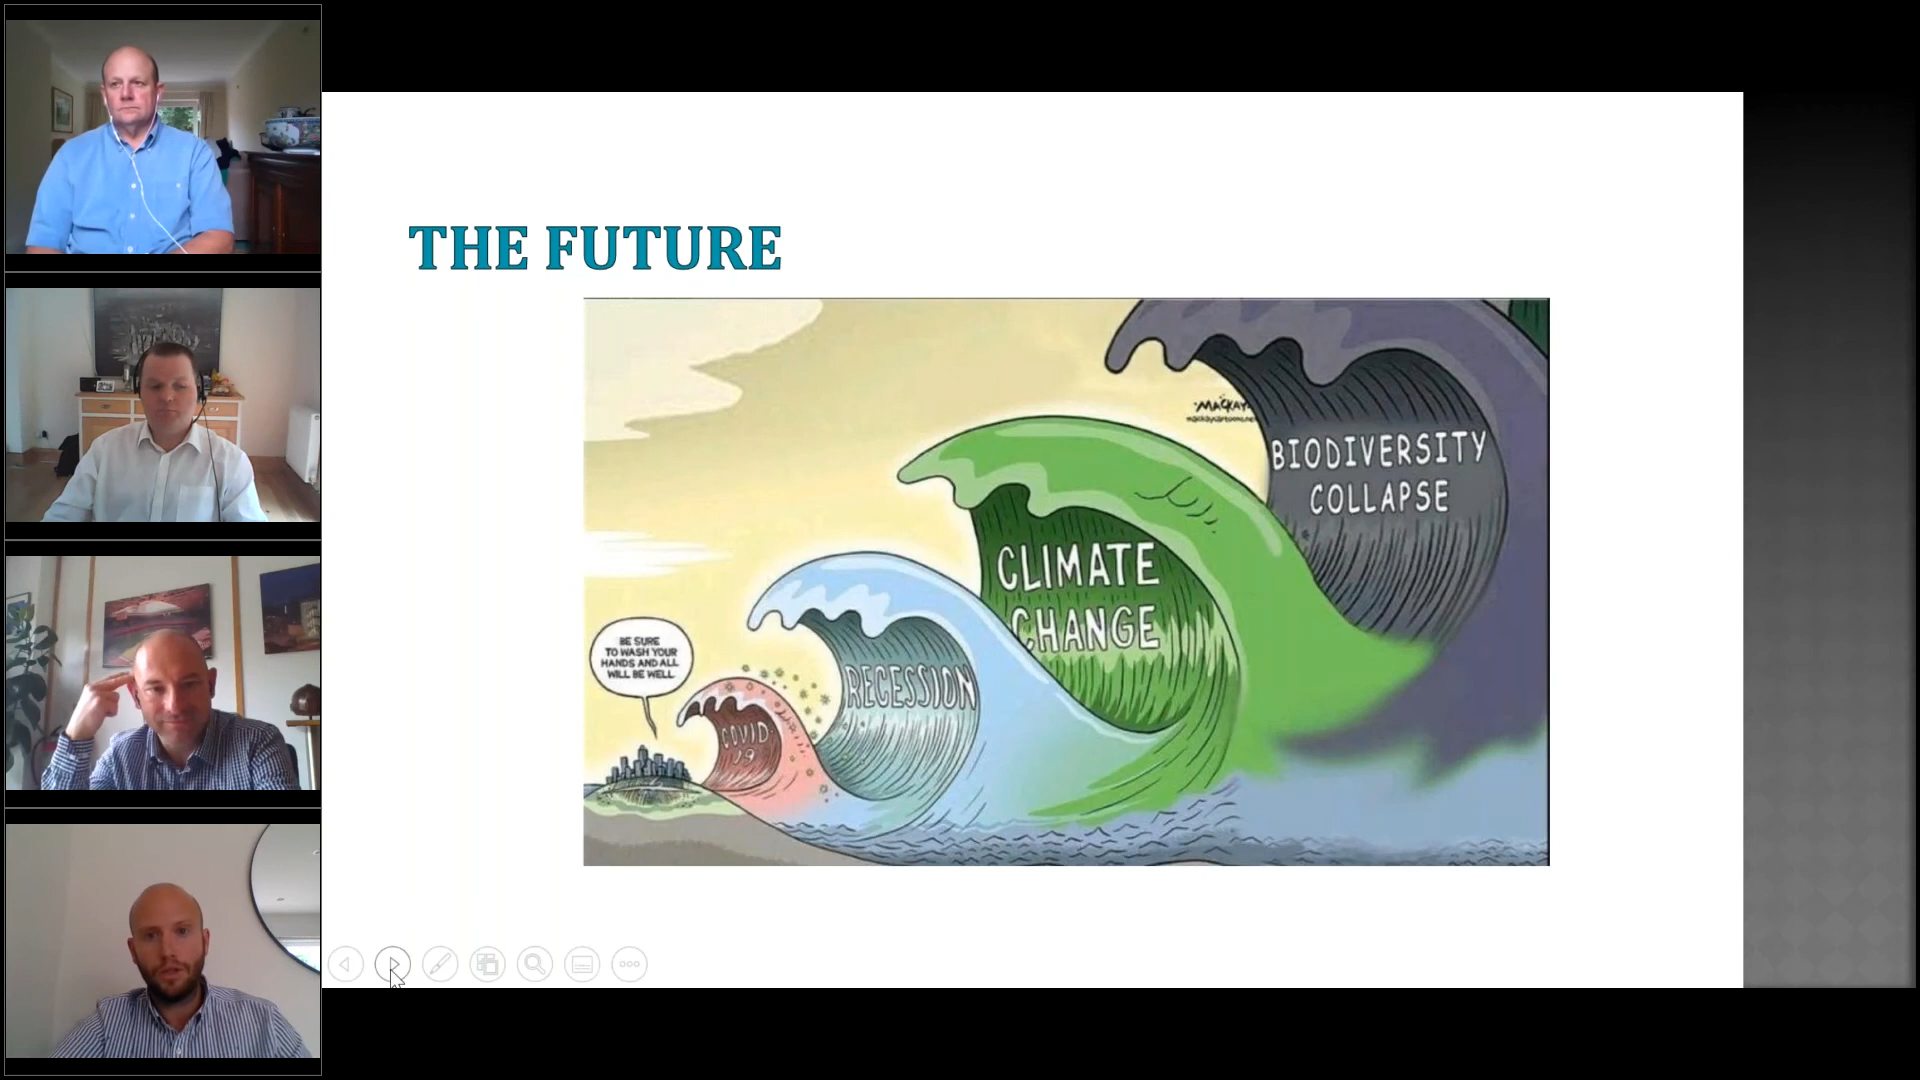 THE FUTURE
BE SURE
TO WASH YOUR
HANDS AND ALL
WILL BE WELL.
COVID
19
RECESSION
CLIMATE
CHANGE
MACKAY
BIODIVERSITY
COLLAPSE